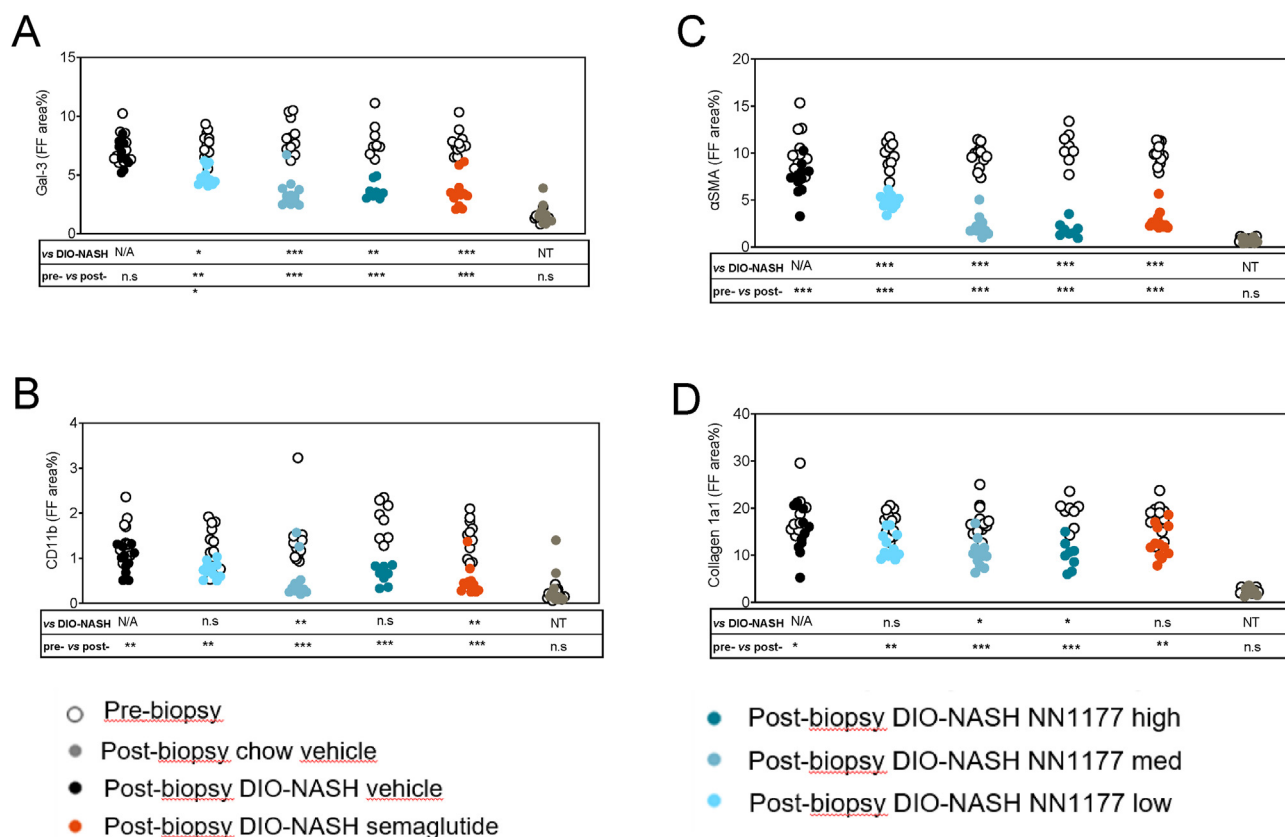 A
15
10
5
0
Gal-3 (FF area%)
vs DIO-NASH N/A * *** ** *** NT
pre- vs post- n.s ** *** *** *** n.s
*
C
20
15
10
5
0
αSMA (FF area%)
vs DIO-NASH N/A *** *** *** *** NT
pre- vs post- *** *** *** *** *** n.s
B
4
3
2
1
0
CD11b (FF area%)
vs DIO-NASH N/A n.s ** n.s ** NT
pre- vs post- ** ** *** *** *** n.s
D
40
30
20
10
0
Collagen 1a1 (FF area%)
vs DIO-NASH N/A n.s * * n.s NT
pre- vs post- * ** *** *** ** n.s
Pre-biopsy
Post-biopsy chow vehicle
Post-biopsy DIO-NASH vehicle
Post-biopsy DIO-NASH semaglutide
Post-biopsy DIO-NASH NN1177 high
Post-biopsy DIO-NASH NN1177 med
Post-biopsy DIO-NASH NN1177 low